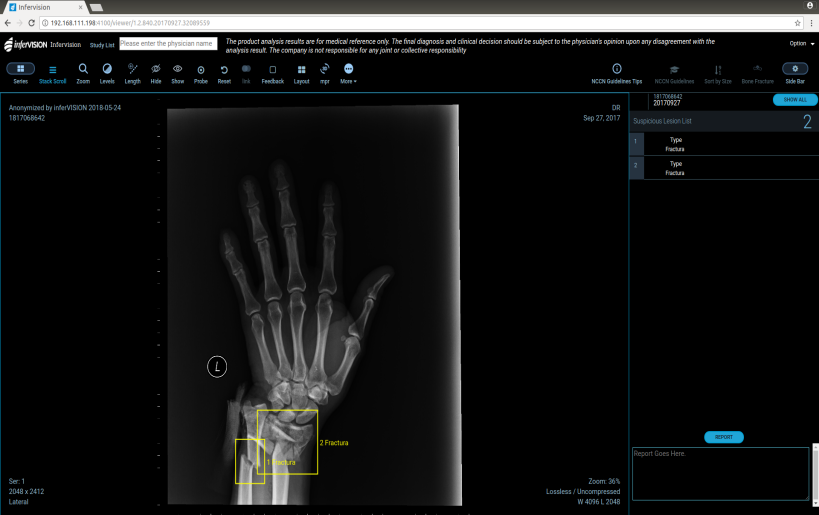 Infervision
192.168.111.198:4100/viewer/1.2.840.20170927.32089559
inferVISION Infervision Study List Please enter the physician name
The product analysis results are for medical reference only. The final diagnosis and clinical decision should be subject to the physician's opinion upon any disagreement with the
analysis result. The company is not responsible for any joint or collective responsibility
Option
Series Stack Scroll Zoom Levels Length Hide Show Probe Reset link Feedback Layout mpr More
NCCN Guidelines Tips NCCN Guidelines Sort by Size Bone Fracture Side Bar
Anonymized by inferVISION 2018-05-24
1817068642
DR
Sep 27, 2017
1817068642
20170927
SHOW ALL
Suspicious Lesion List 2
1 Type
Fractura
2 Type
Fractura
L
2 Fractura
1 Fractura
Ser: 1
2048 x 2412
Lateral
Zoom: 36%
Lossless / Uncompressed
W 4096 L 2048
REPORT
Report Goes Here.